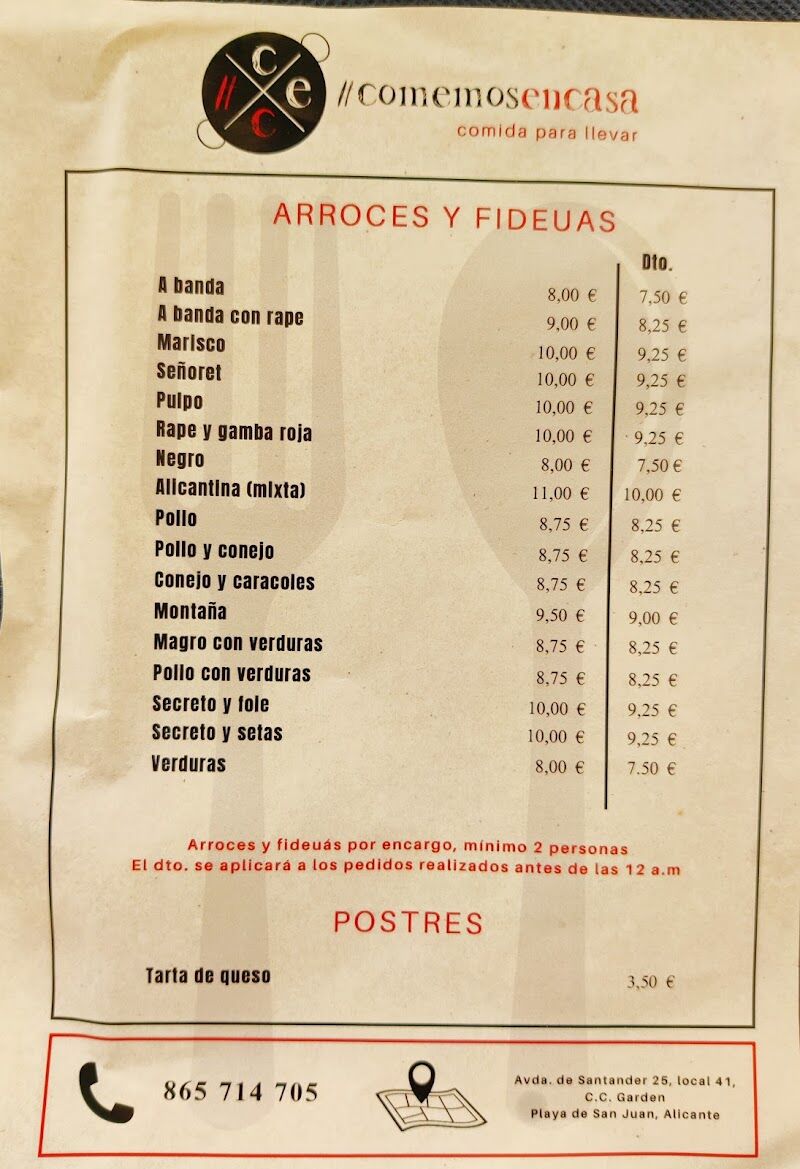 c
// e
c
//comemosencasa
comida para llevar
ARROCES Y FIDEUAS
Dto.
A banda 8,00 € 7,50 €
A banda con rape 9,00 € 8,25 €
Marisco 10,00 € 9,25 €
Señoret 10,00 € 9,25 €
Pulpo 10,00 € 9,25 €
Rape y gamba roja 10,00 € 9,25 €
Negro 8,00 € 7,50 €
Alicantina (mixta) 11,00 € 10,00 €
Pollo 8,75 € 8,25 €
Pollo y conejo 8,75 € 8,25 €
Conejo y caracoles 8,75 € 8,25 €
Montaña 9,50 € 9,00 €
Magro con verduras 8,75 € 8,25 €
Pollo con verduras 8,75 € 8,25 €
Secreto y foie 10,00 € 9,25 €
Secreto y setas 10,00 € 9,25 €
Verduras 8,00 € 7.50 €
Arroces y fideuás por encargo, mínimo 2 personas
El dto. se aplicará a los pedidos realizados antes de las 12 a.m
POSTRES
Tarta de queso 3,50 €
865 714 705
Avda. de Santander 25, local 41,
C.C. Garden
Playa de San Juan, Alicante